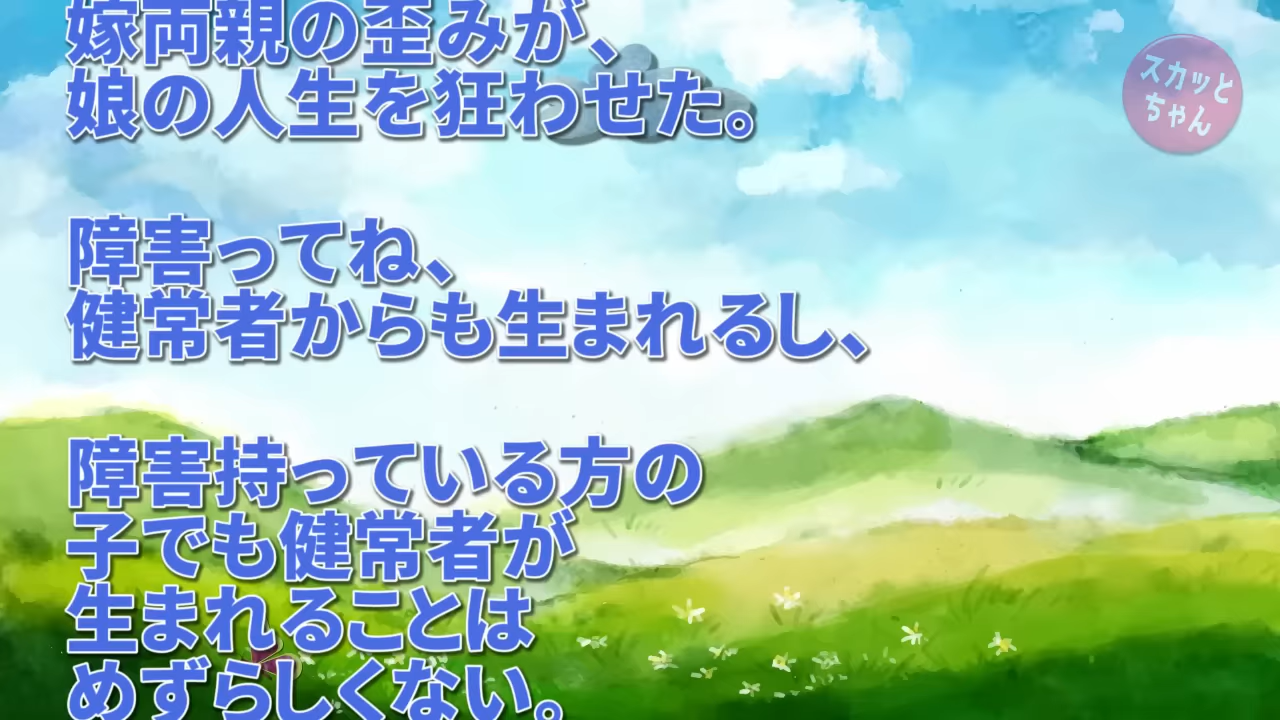 嫁両親の歪みが、
娘の人生を狂わせた。
障害ってね、
健常者からも生まれるし、
障害持っている方の
子でも健常者が
生まれることは
めずらしくない。
スカッと
ちゃん